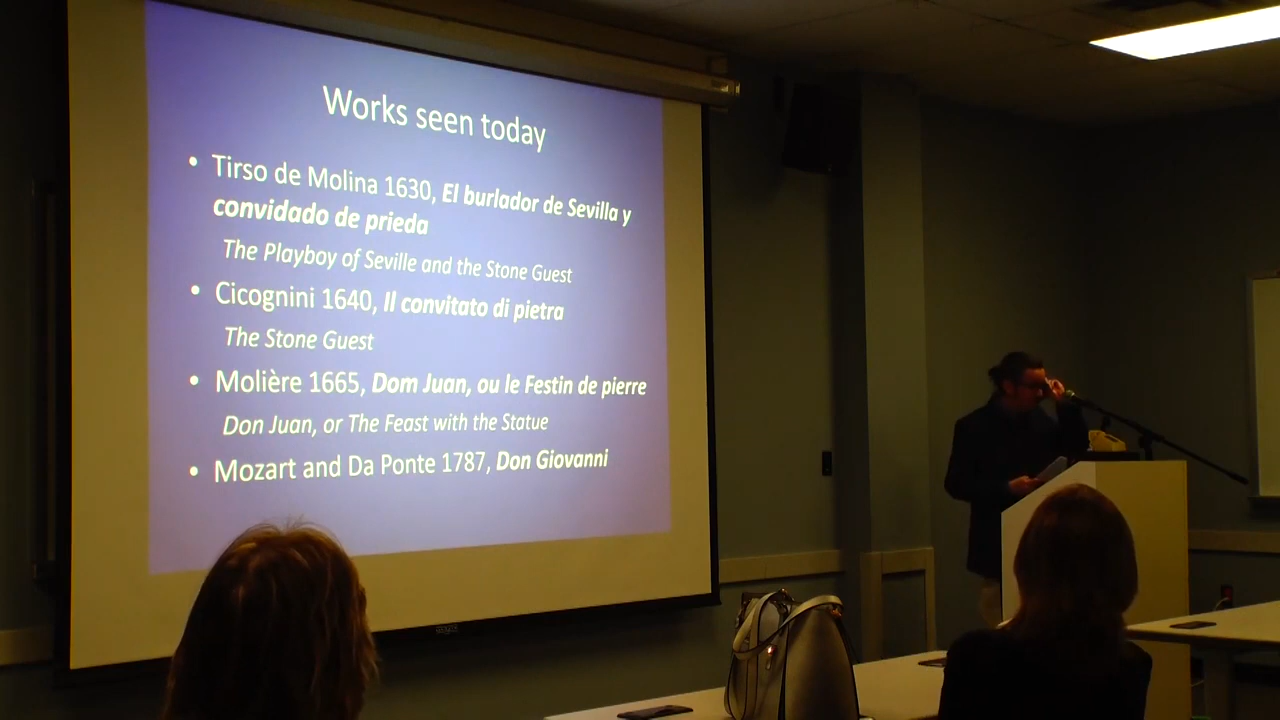 Works seen today
• Tirso de Molina 1630, El burlador de Sevilla y
convidado de prieda
The Playboy of Seville and the Stone Guest
• Cicognini 1640, Il convitato di pietra
The Stone Guest
• Molière 1665, Dom Juan, ou le Festin de pierre
Don Juan, or The Feast with the Statue
• Mozart and Da Ponte 1787, Don Giovanni